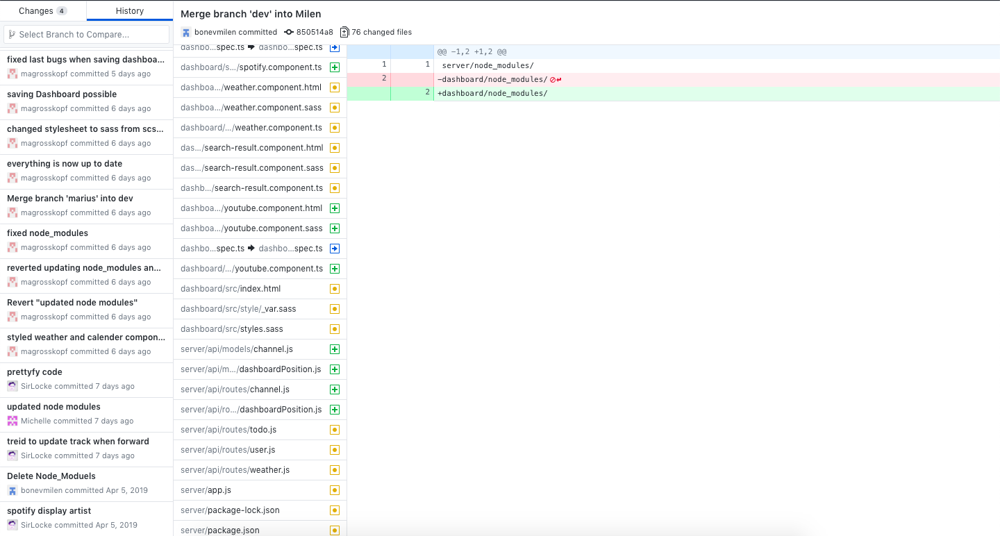 Changes 4
History
Select Branch to Compare...
fixed last bugs when saving dashboa...
magrosskopf committed 5 days ago
saving Dashboard possible
magrosskopf committed 6 days ago
changed stylesheet to sass from scs...
magrosskopf committed 6 days ago
everything is now up to date
magrosskopf committed 6 days ago
Merge branch 'marius' into dev
magrosskopf committed 6 days ago
fixed node_modules
magrosskopf committed 6 days ago
reverted updating node_modules an...
magrosskopf committed 6 days ago
Revert "updated node modules"
magrosskopf committed 6 days ago
styled weather and calender compon...
magrosskopf committed 6 days ago
prettyfy code
SirLocke committed 7 days ago
updated node modules
Michelle committed 7 days ago
treid to update track when forward
SirLocke committed 7 days ago
Delete Node_Moduels
bonevmilen committed Apr 5, 2019
spotify display artist
SirLocke committed Apr 5, 2019
Merge branch 'dev' into Milen
bonevmilen committed 850514a8 76 changed files
dashbo...spec.ts → dashbo...spec.ts
dashboard/s.../spotify.component.ts
dashboa.../weather.component.html
dashboa.../weather.component.sass
dashboard/.../weather.component.ts
das.../search-result.component.html
das.../search-result.component.sass
dashb.../search-result.component.ts
dashboa.../youtube.component.html
dashboa.../youtube.component.sass
dashbo...spec.ts → dashbo...spec.ts
dashboard/.../youtube.component.ts
dashboard/src/index.html
dashboard/src/style/_var.sass
dashboard/src/styles.sass
server/api/models/channel.js
server/api/m.../dashboardPosition.js
server/api/routes/channel.js
server/api/ro.../dashboardPosition.js
server/api/routes/todo.js
server/api/routes/user.js
server/api/routes/weather.js
server/app.js
server/package-lock.json
server/package.json
@@ -1,2 +1,2 @@
1 1 server/node_modules/
2 -dashboard/node_modules/
2 +dashboard/node_modules/